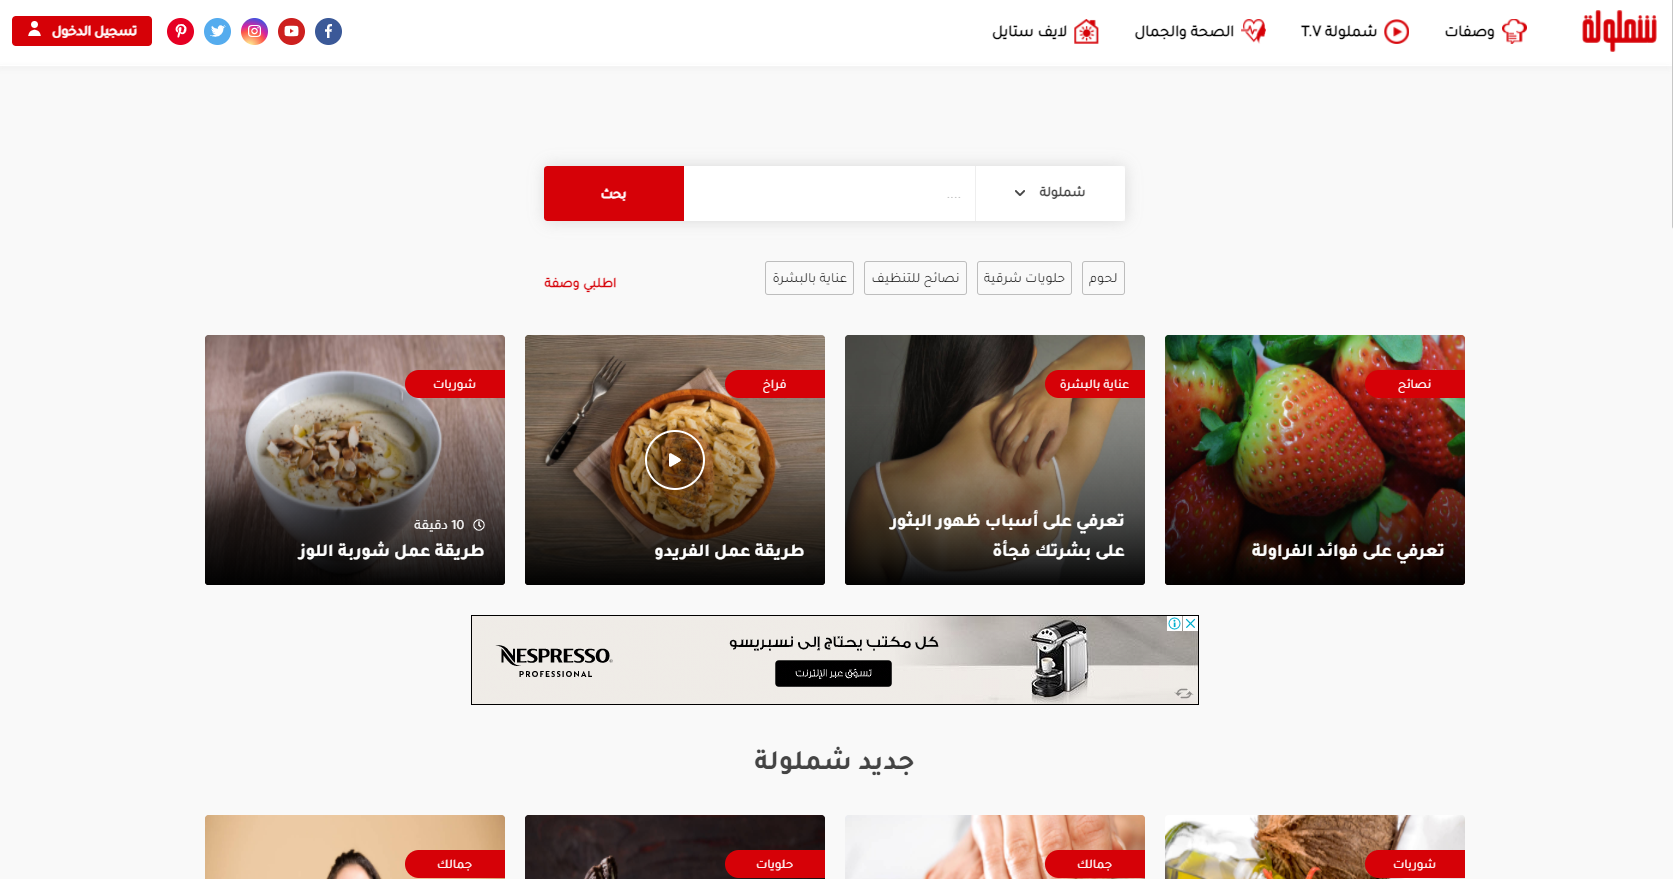 شملولة
وصفات
شملولة T.V
الصحة والجمال
لايف ستايل
تسجيل الدخول
شملولة
....
بحث
لحوم
حلويات شرقية
نصائح للتنظيف
عناية بالبشرة
اطلبي وصفة
نصائح
تعرفي على فوائد الفراولة
عناية بالبشرة
تعرفي على أسباب ظهور البثور
على بشرتك فجأة
فراخ
طريقة عمل الفريدو
شوربات
10 دقيقة
طريقة عمل شوربة اللوز
كل مكتب يحتاج إلى نسبريسو
تسوّق عبر الإنترنت
NESPRESSO
PROFESSIONAL
جديد شملولة
شوربات
جمالك
حلويات
جمالك